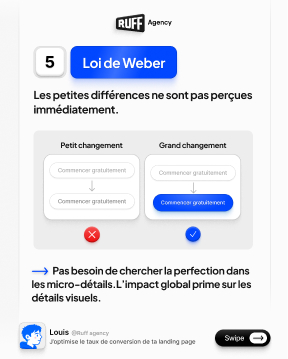 RUFF Agency
5 Loi de Weber
Les petites différences ne sont pas perçues
immédiatement.
Petit changement
Commencer gratuitement
Commencer gratuitement
Grand changement
Commencer gratuitement
Commencer gratuitement
Pas besoin de chercher la perfection dans
les micro-détails.L'impact global prime sur les
détails visuels.
Louis @Ruff agency
J'optimise le taux de conversion de ta landing page
Swipe